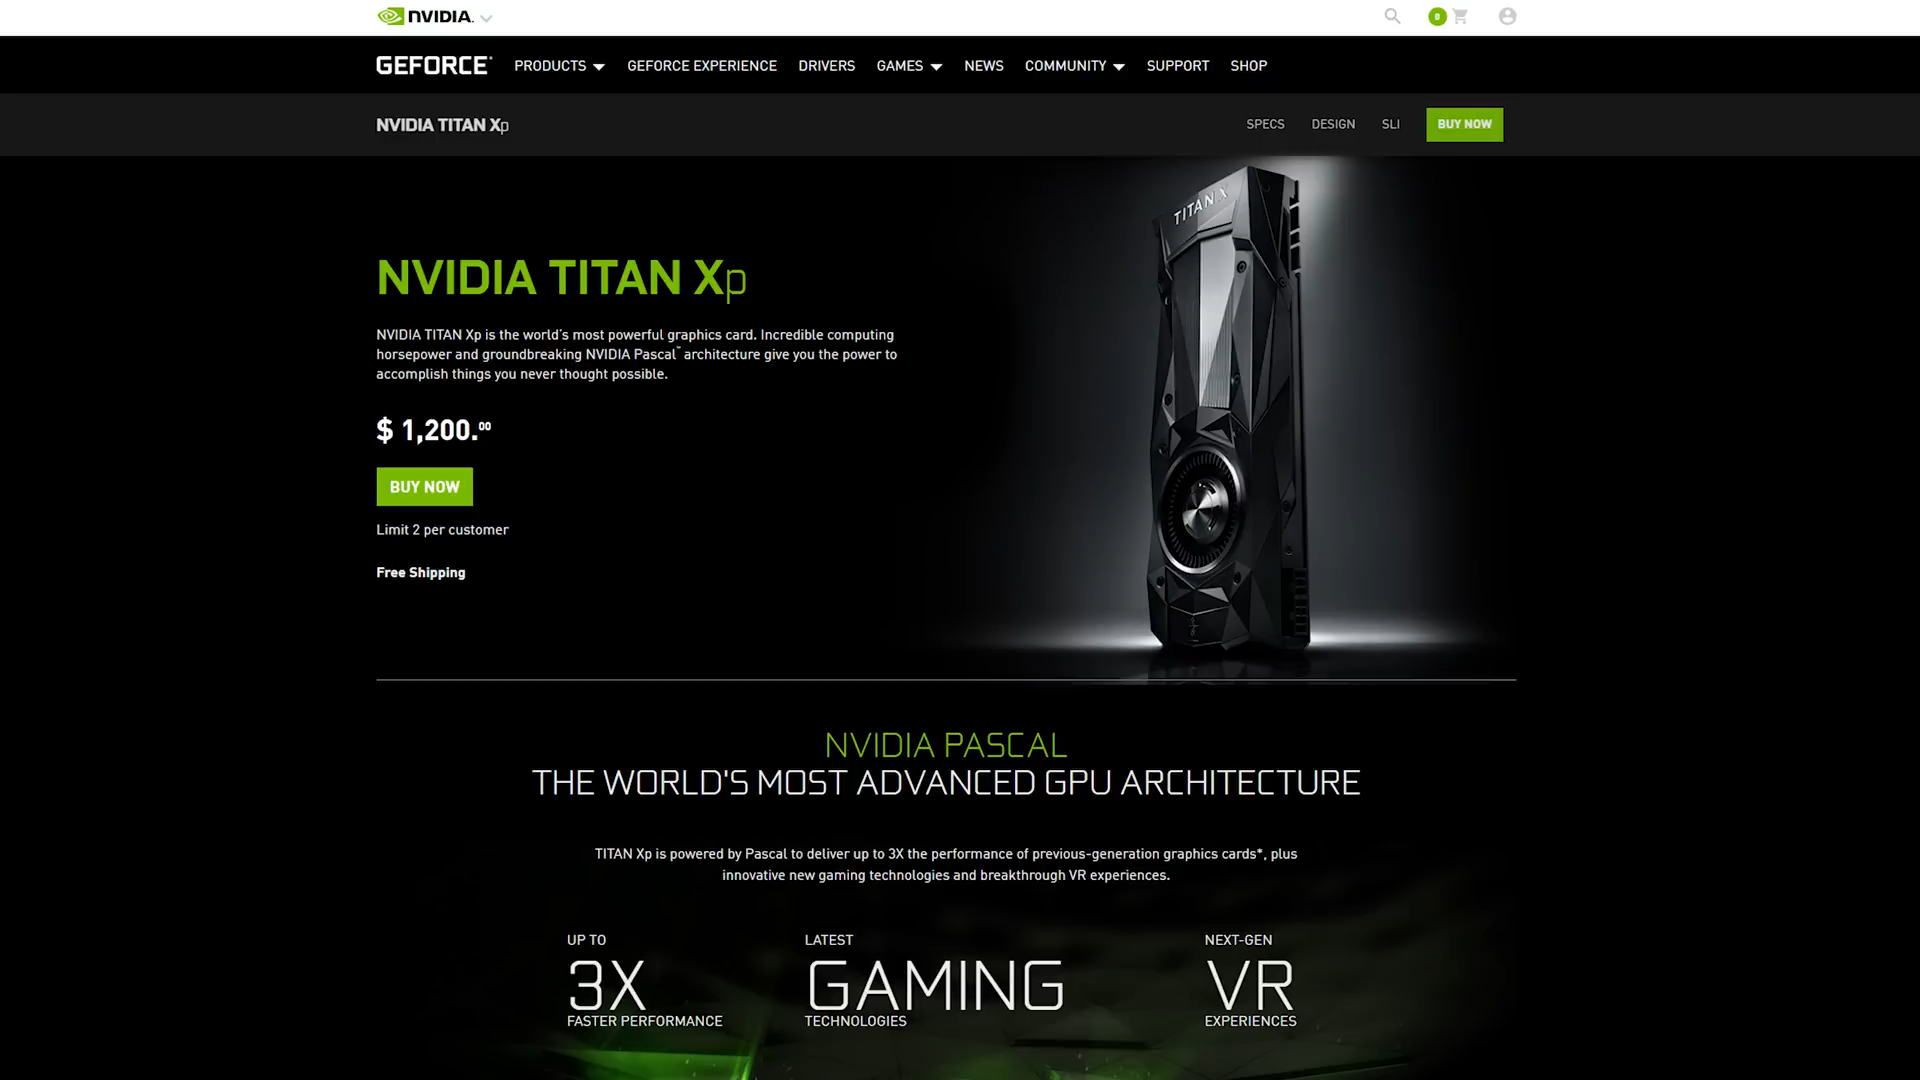 NVIDIA.
0
GEFORCE
PRODUCTS
GEFORCE EXPERIENCE
DRIVERS
GAMES
NEWS
COMMUNITY
SUPPORT
SHOP
NVIDIA TITAN Xp
SPECS
DESIGN
SLI
BUY NOW
TITAN X
NVIDIA TITAN Xp
NVIDIA TITAN Xp is the world's most powerful graphics card. Incredible computing
horsepower and groundbreaking NVIDIA Pascal™ architecture give you the power to
accomplish things you never thought possible.
$ 1,200.00
BUY NOW
Limit 2 per customer
Free Shipping
NVIDIA PASCAL
THE WORLD'S MOST ADVANCED GPU ARCHITECTURE
TITAN Xp is powered by Pascal to deliver up to 3X the performance of previous-generation graphics cards*, plus
innovative new gaming technologies and breakthrough VR experiences.
UP TO
3X
FASTER PERFORMANCE
LATEST
GAMING
TECHNOLOGIES
NEXT-GEN
VR
EXPERIENCES